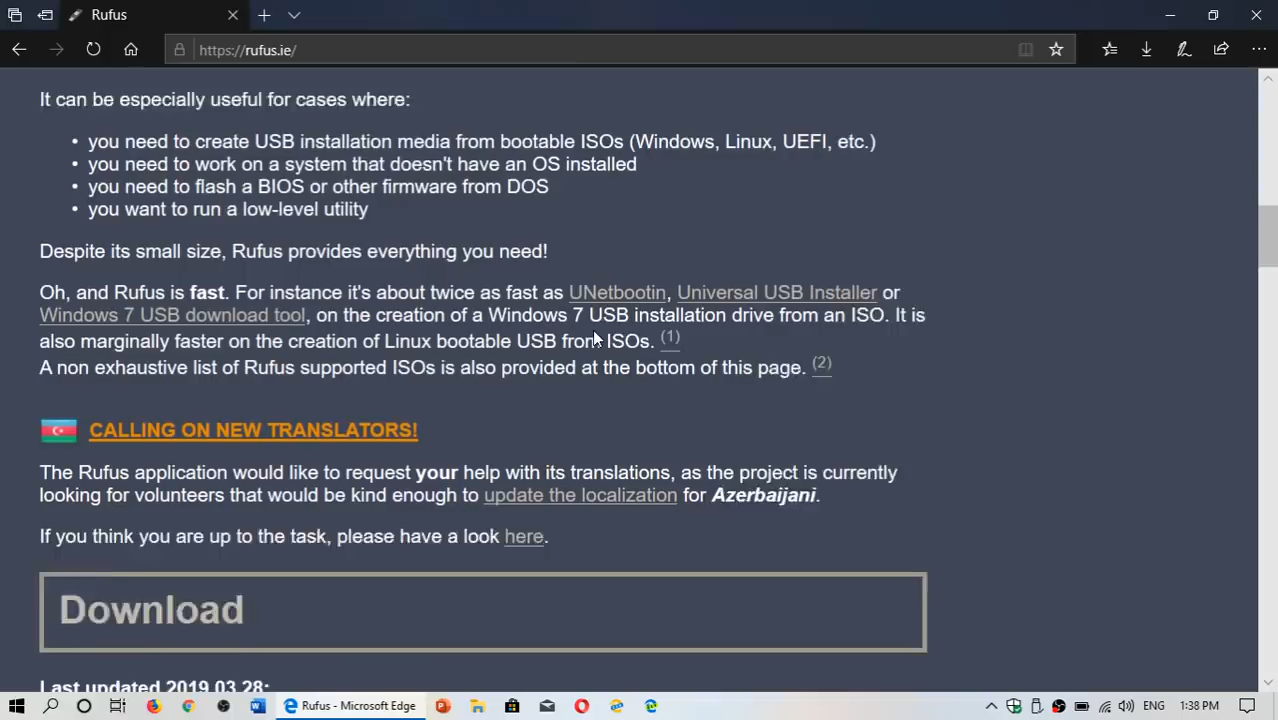 Rufus
https://rufus.ie/
It can be especially useful for cases where:
• you need to create USB installation media from bootable ISOs (Windows, Linux, UEFI, etc.)
• you need to work on a system that doesn't have an OS installed
• you need to flash a BIOS or other firmware from DOS
• you want to run a low-level utility
Despite its small size, Rufus provides everything you need!
Oh, and Rufus is fast. For instance it's about twice as fast as UNetbootin, Universal USB Installer or
Windows 7 USB download tool, on the creation of a Windows 7 USB installation drive from an ISO. It is
also marginally faster on the creation of Linux bootable USB from ISOs. (1)
A non exhaustive list of Rufus supported ISOs is also provided at the bottom of this page. (2)
CALLING ON NEW TRANSLATORS!
The Rufus application would like to request your help with its translations, as the project is currently
looking for volunteers that would be kind enough to update the localization for Azerbaijani.
If you think you are up to the task, please have a look here.
Download
Last updated 2019.03.28:
Rufus - Microsoft Edge
ENG
1:38 PM